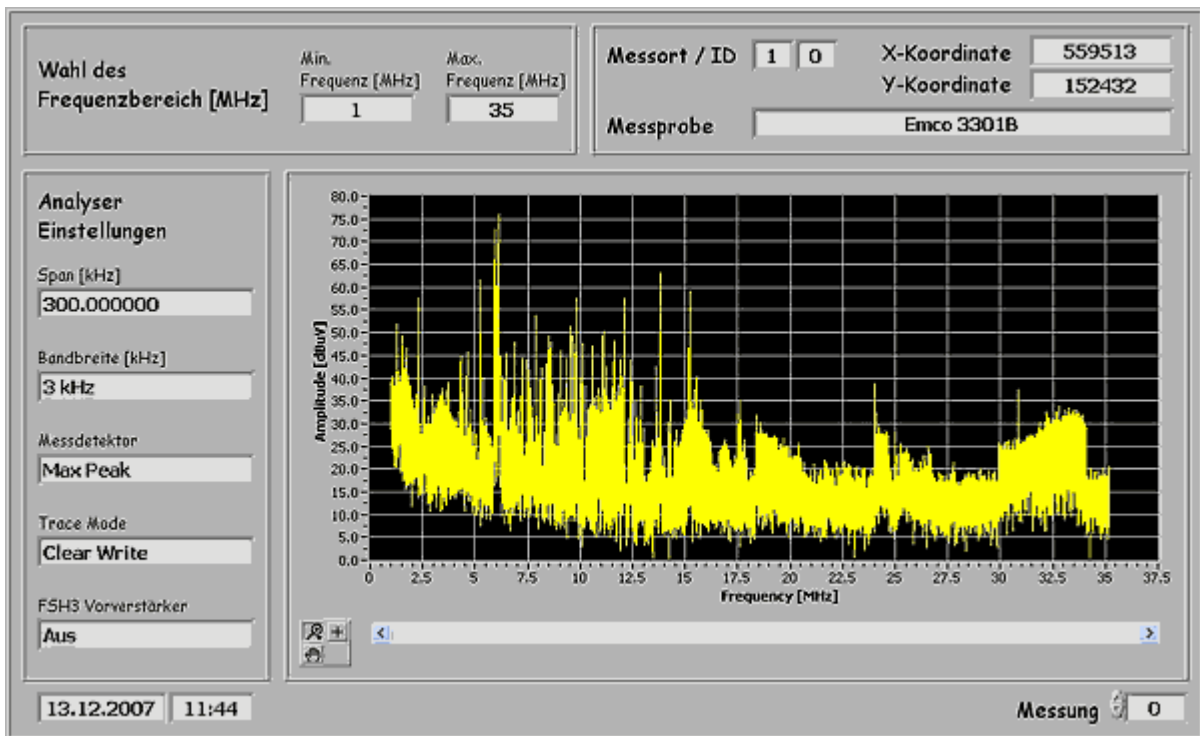 Wahl des
Frequenzbereich [MHz]
Min.
Frequenz [MHz]
1
Max.
Frequenz [MHz]
35
Messort / ID 1 0
X-Koordinate 559513
Y-Koordinate 152432
Messprobe Emco 3301B
Analyser
Einstellungen
Span [kHz]
300.000000
Bandbreite [kHz]
3 kHz
Messdetektor
Max Peak
Trace Mode
Clear Write
FSH3 Vorverstärker
Aus
Amplitude [dBuV]
80.0
75.0
70.0
65.0
60.0
55.0
50.0
45.0
40.0
35.0
30.0
25.0
20.0
15.0
10.0
5.0
0.0
0 2.5 5 7.5 10 12.5 15 17.5 20 22.5 25 27.5 30 32.5 35 37.5
Frequency [MHz]
13.12.2007 11:44
Messung 0